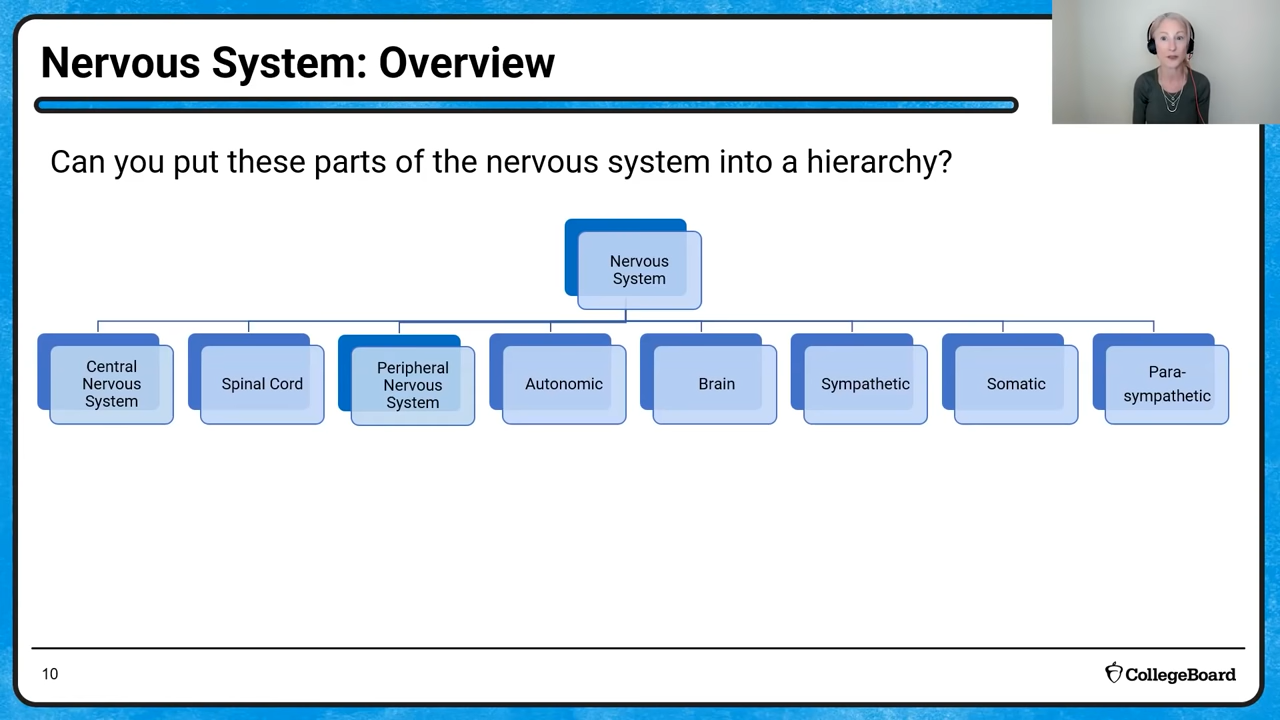 Nervous System: Overview
Can you put these parts of the nervous system into a hierarchy?
Nervous
System
Central
Nervous
System
Spinal Cord
Peripheral
Nervous
System
Autonomic
Brain
Sympathetic
Somatic
Para-
sympathetic
10
CollegeBoard